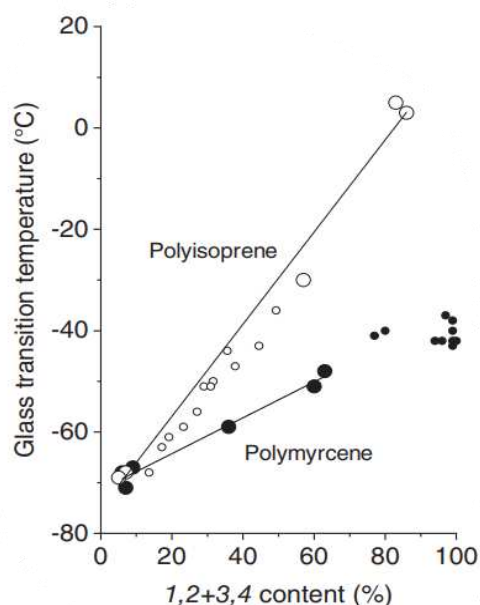 20
0
-20
-40
-60
-80
0 20 40 60 80 100
Glass transition temperature (°C)
Polyisoprene
Polymyrcene
1,2+3,4 content (%)